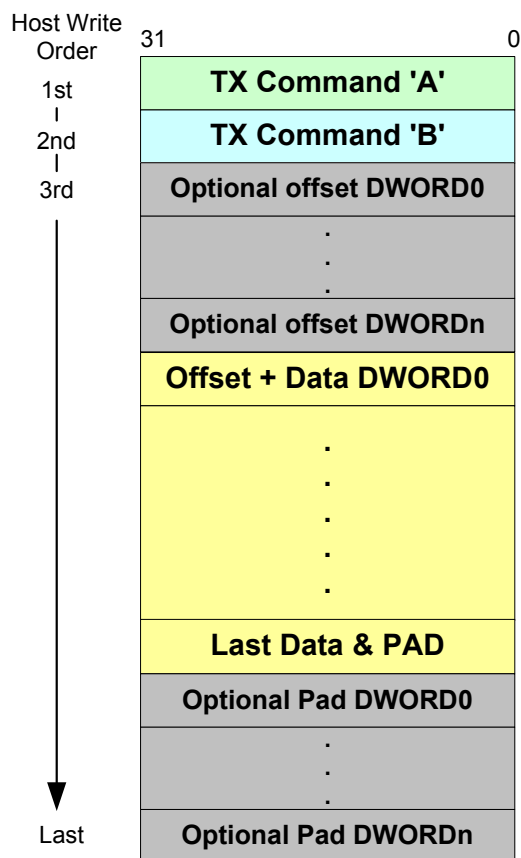 Host Write
Order
31 0
1st
TX Command 'A'
2nd
TX Command 'B'
3rd
Optional offset DWORD0
.
.
.
Optional offset DWORDn
Offset + Data DWORD0
.
.
.
.
.
Last Data & PAD
Optional Pad DWORD0
.
.
.
Last
Optional Pad DWORDn